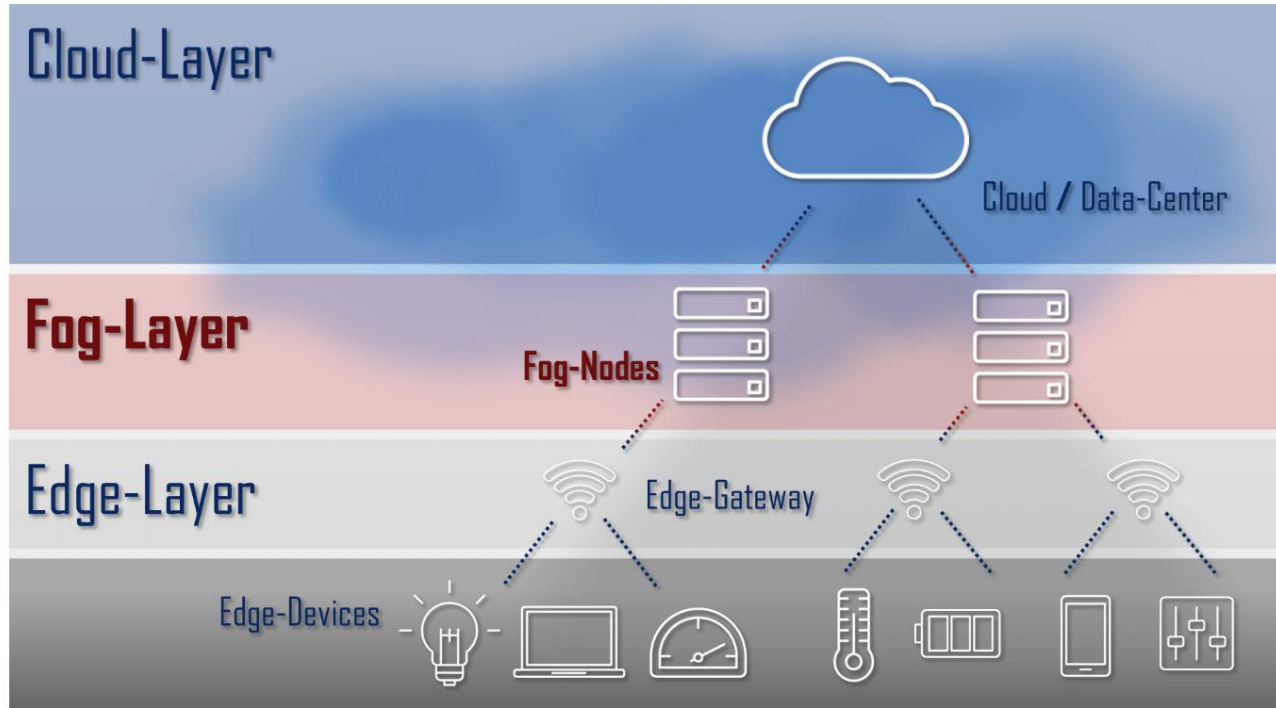 Cloud-Layer
Cloud / Data-Center
Fog-Layer
Fog-Nodes
Edge-Layer
Edge-Gateway
Edge-Devices